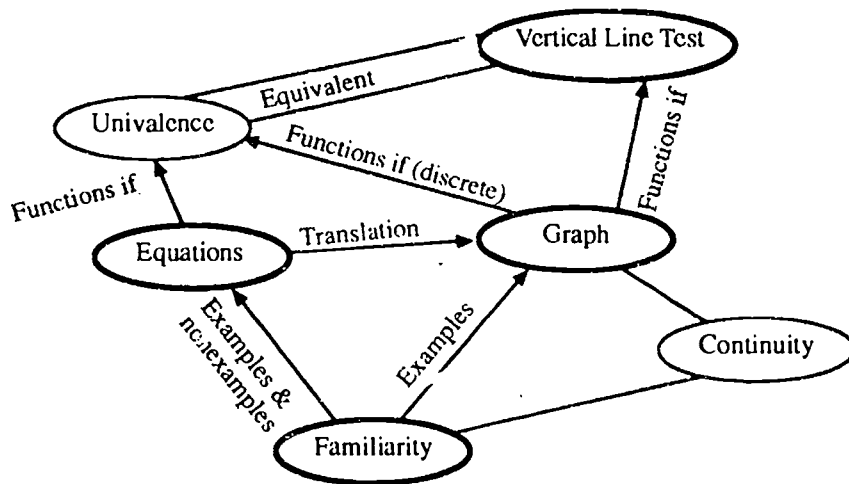 Vertical Line Test
Equivalent
Univalence
Functions if (discrete)
Functions if
Functions if
Equations
Translation
Graph
Examples &
nonexamples
Examples
Continuity
Familiarity